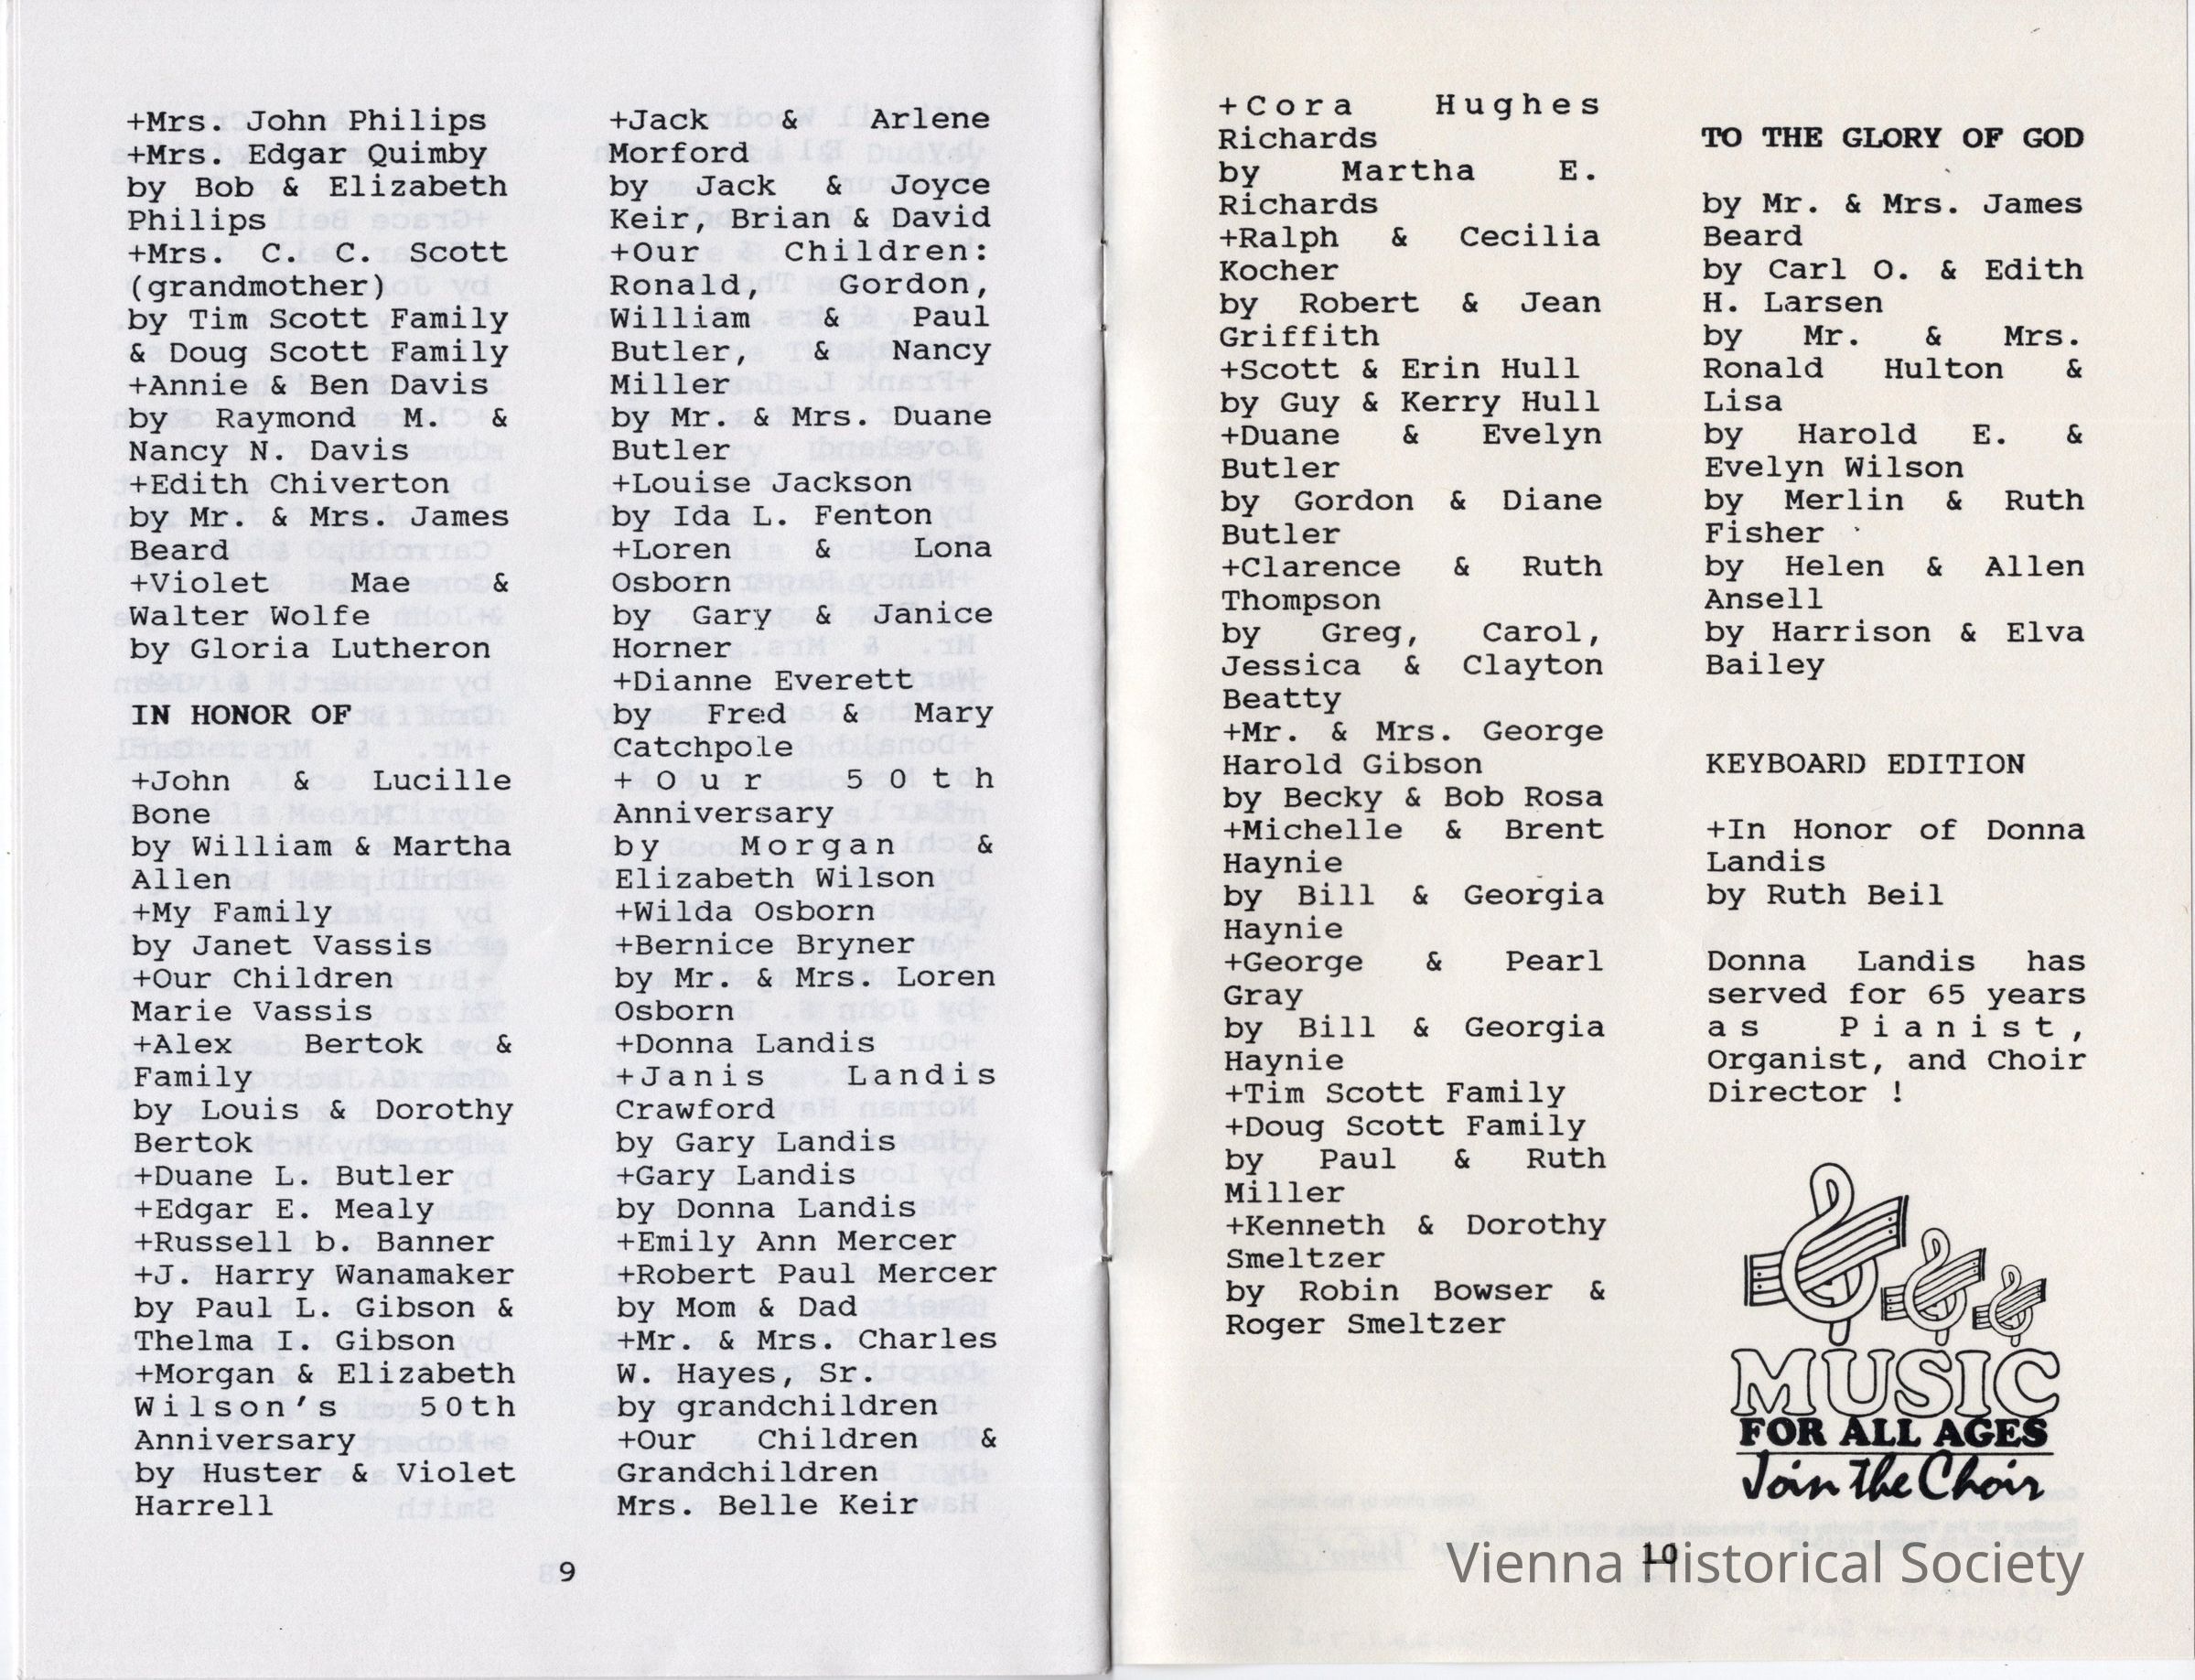 +Mrs. John Philips
+Mrs. Edgar Quimby
by Bob & Elizabeth
Philips
+Mrs. C. C. Scott
(grandmother)
by Tim Scott Family
& Doug Scott Family
+Annie & Ben Davis
by Raymond M. &
Nancy N. Davis
+Edith Chiverton
by Mr. & Mrs. James
Beard
+Violet Mae &
Walter Wolfe
by Gloria Lutheron
IN HONOR OF
+John & Lucille
Bone
by William & Martha
Allen
+My Family
by Janet Vassis
+Our Children
Marie Vassis
+Alex Bertok &
Family
by Louis & Dorothy
Bertok
+Duane L. Butler
+Edgar E. Mealy
+Russell b. Banner
+J. Harry Wanamaker
by Paul L. Gibson &
Thelma I. Gibson
+Morgan & Elizabeth
Wilson's 50th
Anniversary
by Huster & Violet
Harrell
+Jack & Arlene
Morford
by Jack & Joyce
Keir, Brian & David
+Our Children:
Ronald, Gordon,
William & Paul
Butler, & Nancy
Miller
by Mr. & Mrs. Duane
Butler
+Louise Jackson
by Ida L. Fenton
+Loren & Lona
Osborn
by Gary & Janice
Horner
+Dianne Everett
by Fred & Mary
Catchpole
+Our 50th
Anniversary
by Morgan &
Elizabeth Wilson
+Wilda Osborn
+Bernice Bryner
by Mr. & Mrs. Loren
Osborn
+Donna Landis
+Janis Landis
Crawford
by Gary Landis
+Gary Landis
by Donna Landis
+Emily Ann Mercer
+Robert Paul Mercer
by Mom & Dad
+Mr. & Mrs. Charles
W. Hayes, Sr.
by grandchildren
+Our Children &
Grandchildren
Mrs. Belle Keir
9
+Cora Hughes
Richards
by Martha E.
Richards
+Ralph & Cecilia
Kocher
by Robert & Jean
Griffith
+Scott & Erin Hull
by Guy & Kerry Hull
+Duane & Evelyn
Butler
by Gordon & Diane
Butler
+Clarence & Ruth
Thompson
by Greg, Carol,
Jessica & Clayton
Beatty
+Mr. & Mrs. George
Harold Gibson
by Becky & Bob Rosa
+Michelle & Brent
Haynie
by Bill & Georgia
Haynie
+George & Pearl
Gray
by Bill & Georgia
Haynie
+Tim Scott Family
+Doug Scott Family
by Paul & Ruth
Miller
+Kenneth & Dorothy
Smeltzer
by Robin Bowser &
Roger Smeltzer
TO THE GLORY OF GOD
by Mr. & Mrs. James
Beard
by Carl O. & Edith
H. Larsen
by Mr. & Mrs.
Ronald Hulton &
Lisa
by Harold E. &
Evelyn Wilson
by Merlin & Ruth
Fisher
by Helen & Allen
Ansell
by Harrison & Elva
Bailey
KEYBOARD EDITION
+In Honor of Donna
Landis
by Ruth Beil
Donna Landis has
served for 65 years
as Pianist,
Organist, and Choir
Director !
MUSIC
FOR ALL AGES
Join the Choir
10
Vienna Historical Society